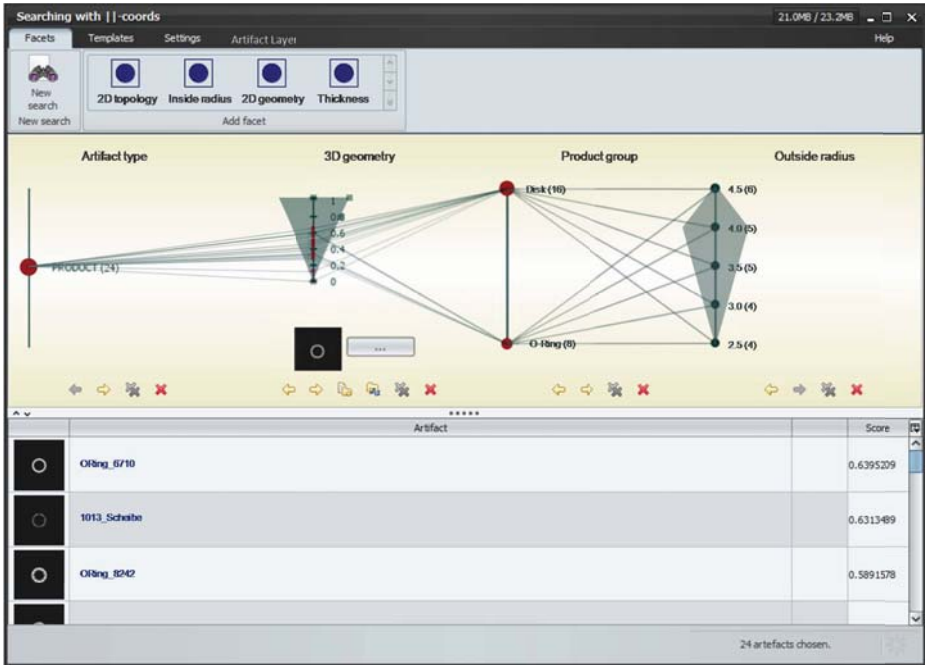 Searching with ||-coords
21.0MB / 23.2MB
Facets Templates Settings Artifact Layer Help
New search
New search
2D topology Inside radius 2D geometry Thickness
Add facet
Artifact type 3D geometry Product group Outside radius
1
0.8
0.6
0.4
0.2
0
PRODUCT (24)
Disk (16)
O-Ring (8)
4.5 (6)
4.0 (5)
3.5 (5)
3.0 (4)
2.5 (4)
...
Artifact Score
ORing_6710 0.6395209
1013_Scheibe 0.6313489
ORing_8242 0.5891578
24 artefacts chosen.